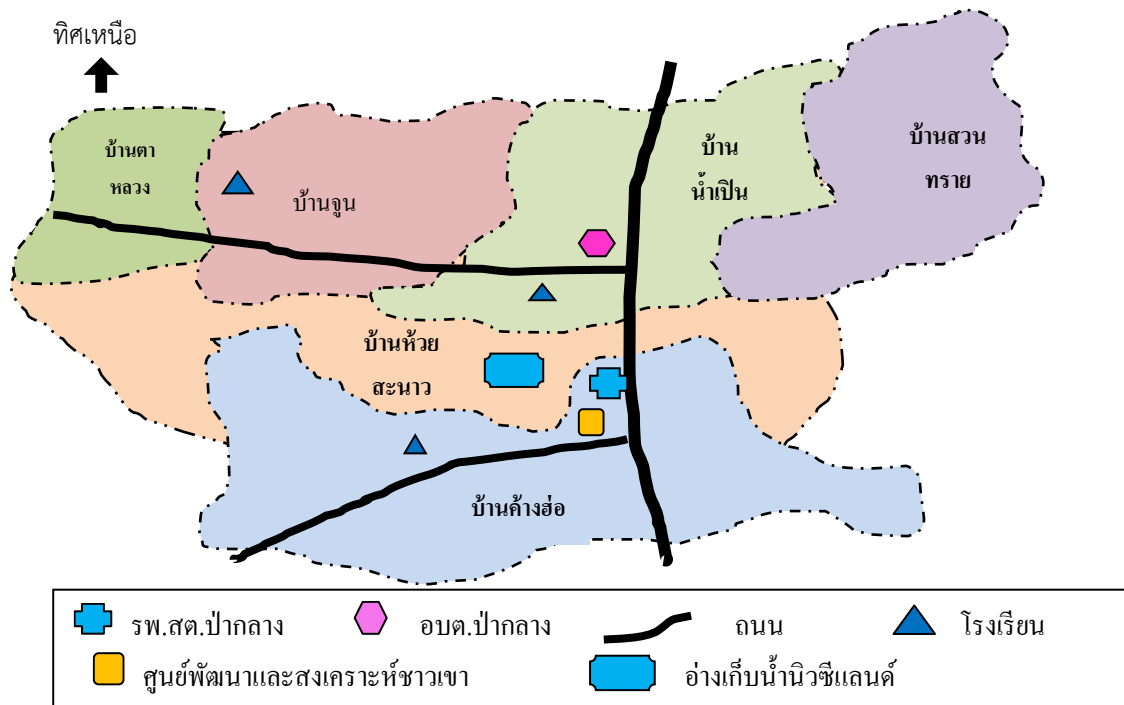 ทิศเหนือ
บ้านตา
หลวง
บ้านจูน
บ้าน
น้ำเปิน
บ้านสวน
ทราย
บ้านห้วย
สะนาว
บ้านค้างฮ่อ
รพ.สต.ป่ากลาง
อบต.ป่ากลาง
ถนน
โรงเรียน
ศูนย์พัฒนาและสงเคราะห์ชาวเขา
อ่างเก็บน้ำนิวซีแลนด์